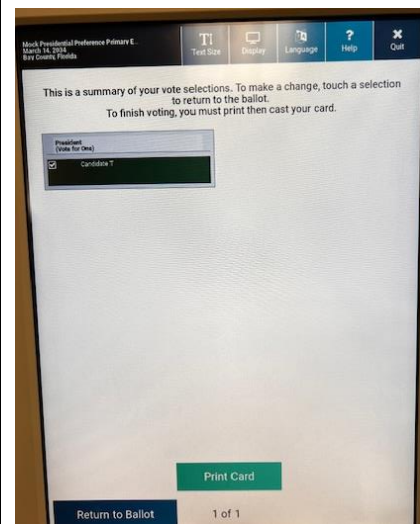 Mock Presidential Preference Primary E...
March 14, 2034
Bay County, Florida
TI
Text Size
Display
Language
?
Help
X
Quit
This is a summary of your vote selections. To make a change, touch a selection
to return to the ballot.
To finish voting, you must print then cast your card.
President
(Vote for One)
Candidate T
Print Card
Return to Ballot
1 of 1